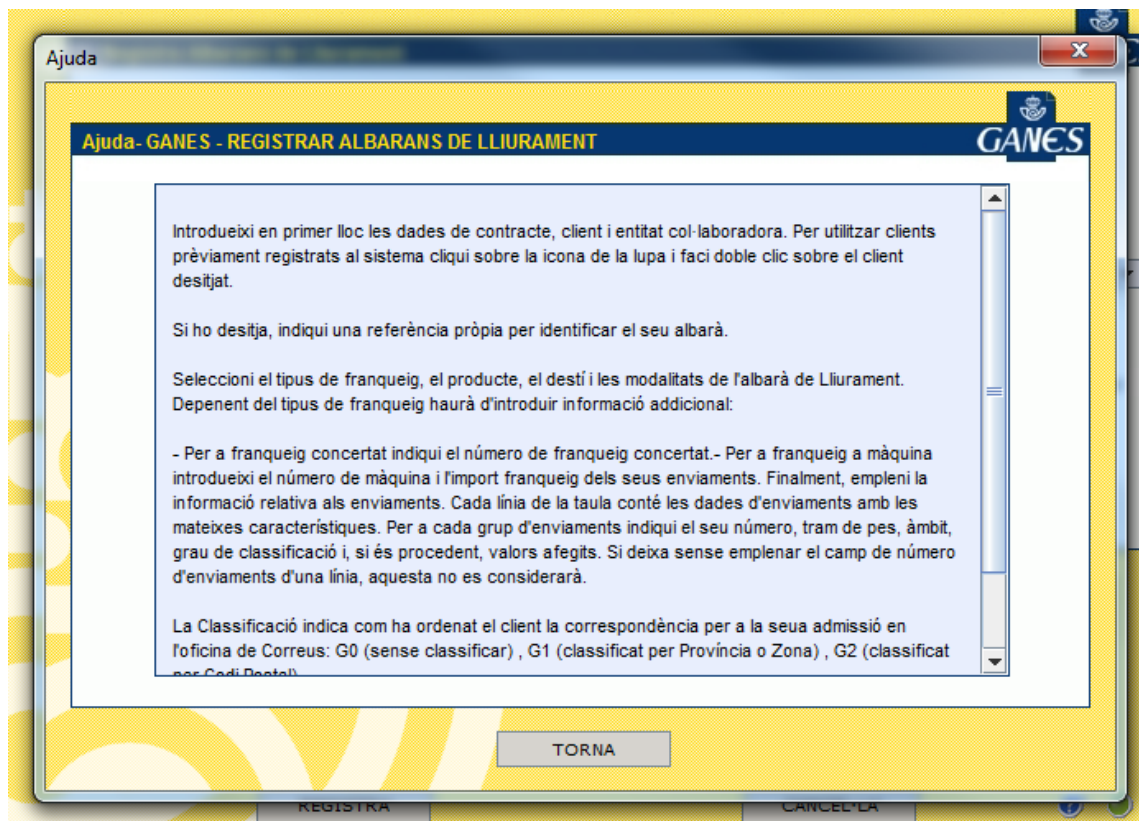 Ajuda
Ajuda- GANES - REGISTRAR ALBARANS DE LLIURAMENT
GANES
Introdueixi en primer lloc les dades de contracte, client i entitat col·laboradora. Per utilitzar clients
prèviament registrats al sistema cliqui sobre la icona de la lupa i faci doble clic sobre el client
desitjat.
Si ho desitja, indiqui una referència pròpia per identificar el seu albarà.
Seleccioni el tipus de franqueig, el producte, el destí i les modalitats de l'albarà de Lliurament.
Depenent del tipus de franqueig haurà d'introduir informació addicional:
- Per a franqueig concertat indiqui el número de franqueig concertat.- Per a franqueig a màquina
introdueixi el número de màquina i l'import franqueig dels seus enviaments. Finalment, empleni la
informació relativa als enviaments. Cada línia de la taula conté les dades d'enviaments amb les
mateixes característiques. Per a cada grup d'enviaments indiqui el seu número, tram de pes, àmbit,
grau de classificació i, si és procedent, valors afegits. Si deixa sense emplenar el camp de número
d'enviaments d'una línia, aquesta no es considerarà.
La Classificació indica com ha ordenat el client la correspondència per a la seua admissió en
l'oficina de Correus: G0 (sense classificar) , G1 (classificat per Província o Zona) , G2 (classificat
per Codi Postal)
TORNA
REGISTRA
CANCEL·LA